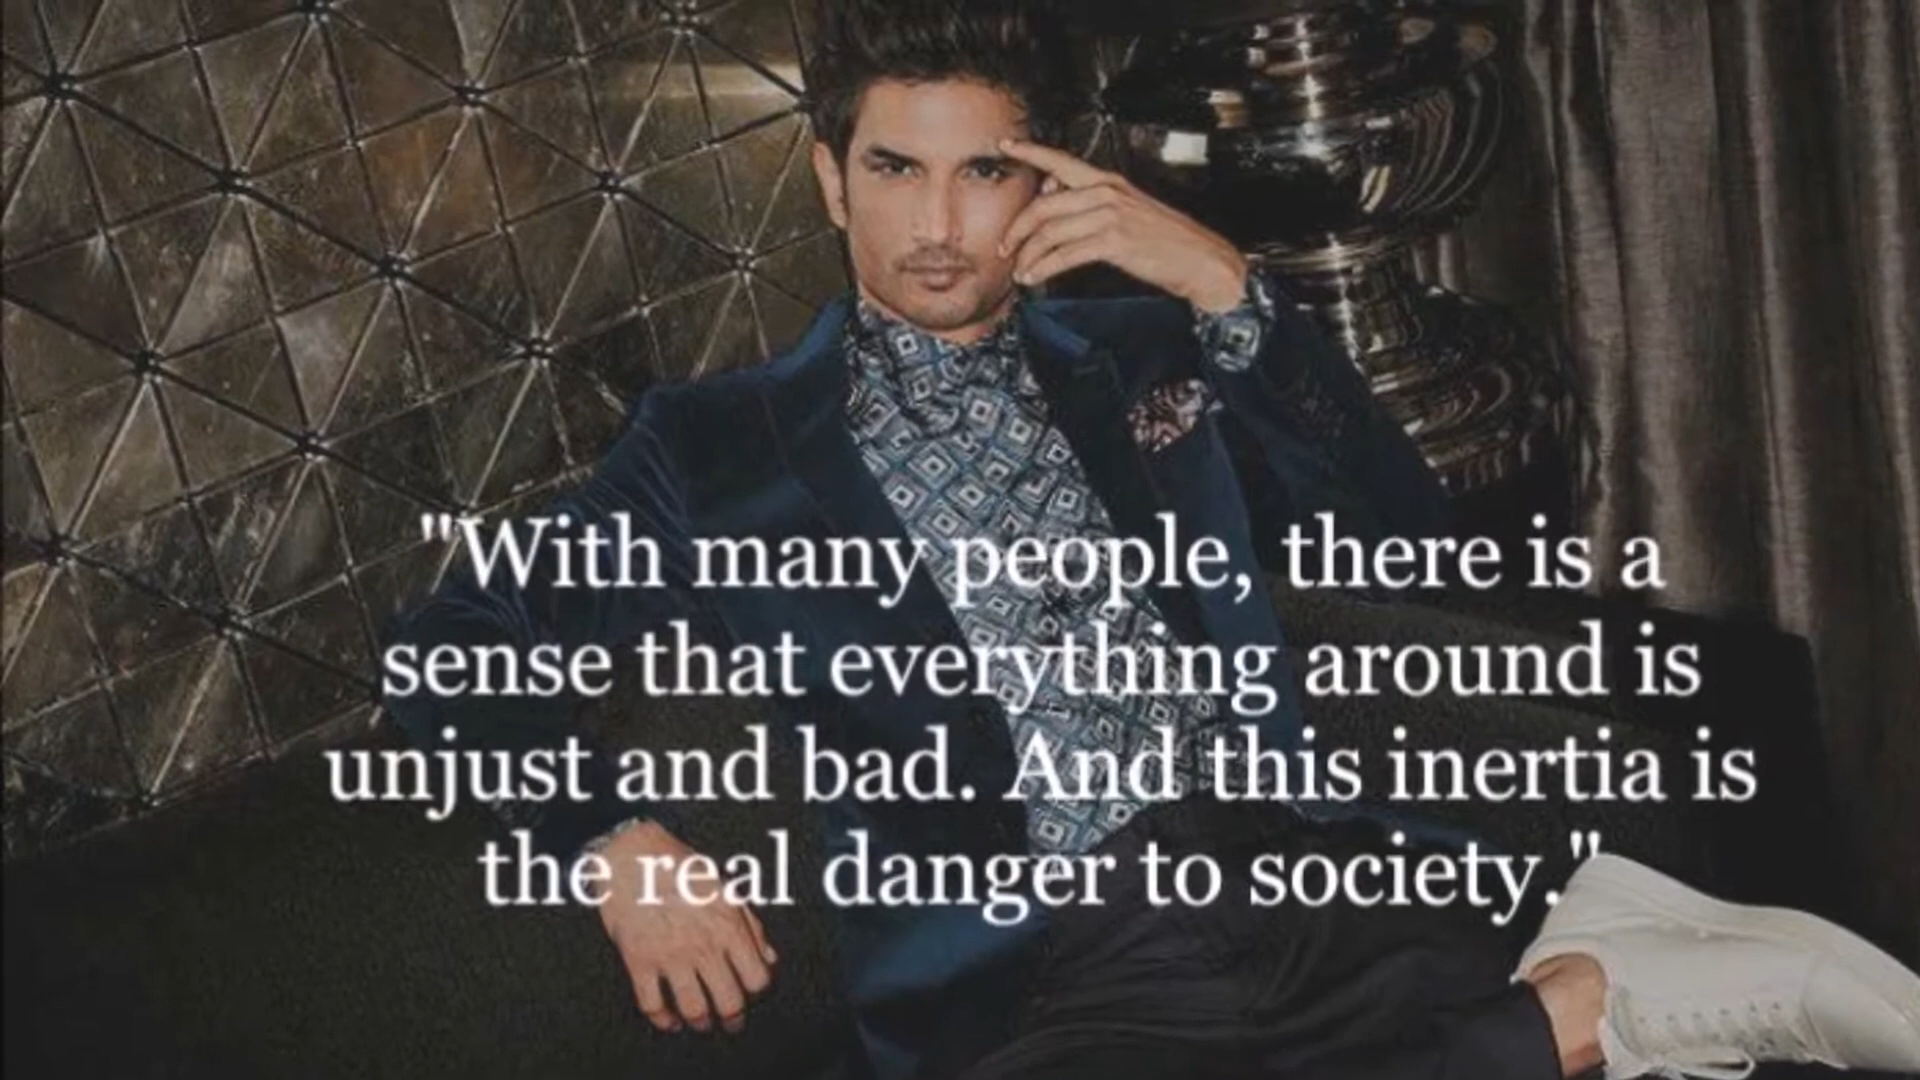 "With many people, there is a
sense that everything around is
unjust and bad. And this inertia is
the real danger to society."